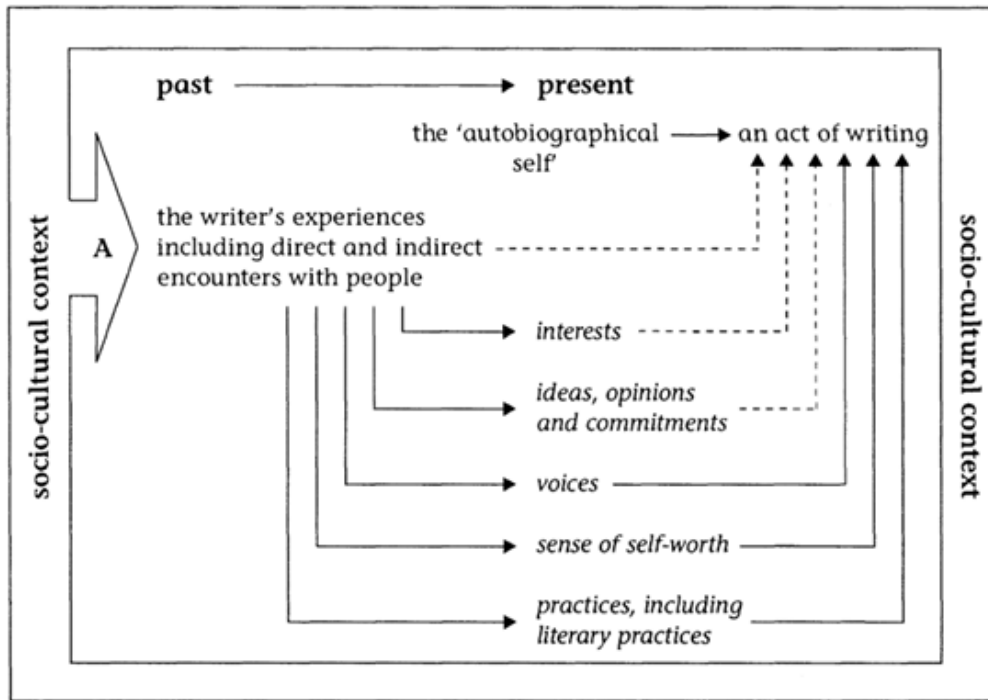 past present
the ‘autobiographical an act of writing
self’
socio-cultural context
A
the writer’s experiences
including direct and indirect
encounters with people
interests
ideas, opinions
and commitments
voices
sense of self-worth
practices, including
literary practices
socio-cultural context